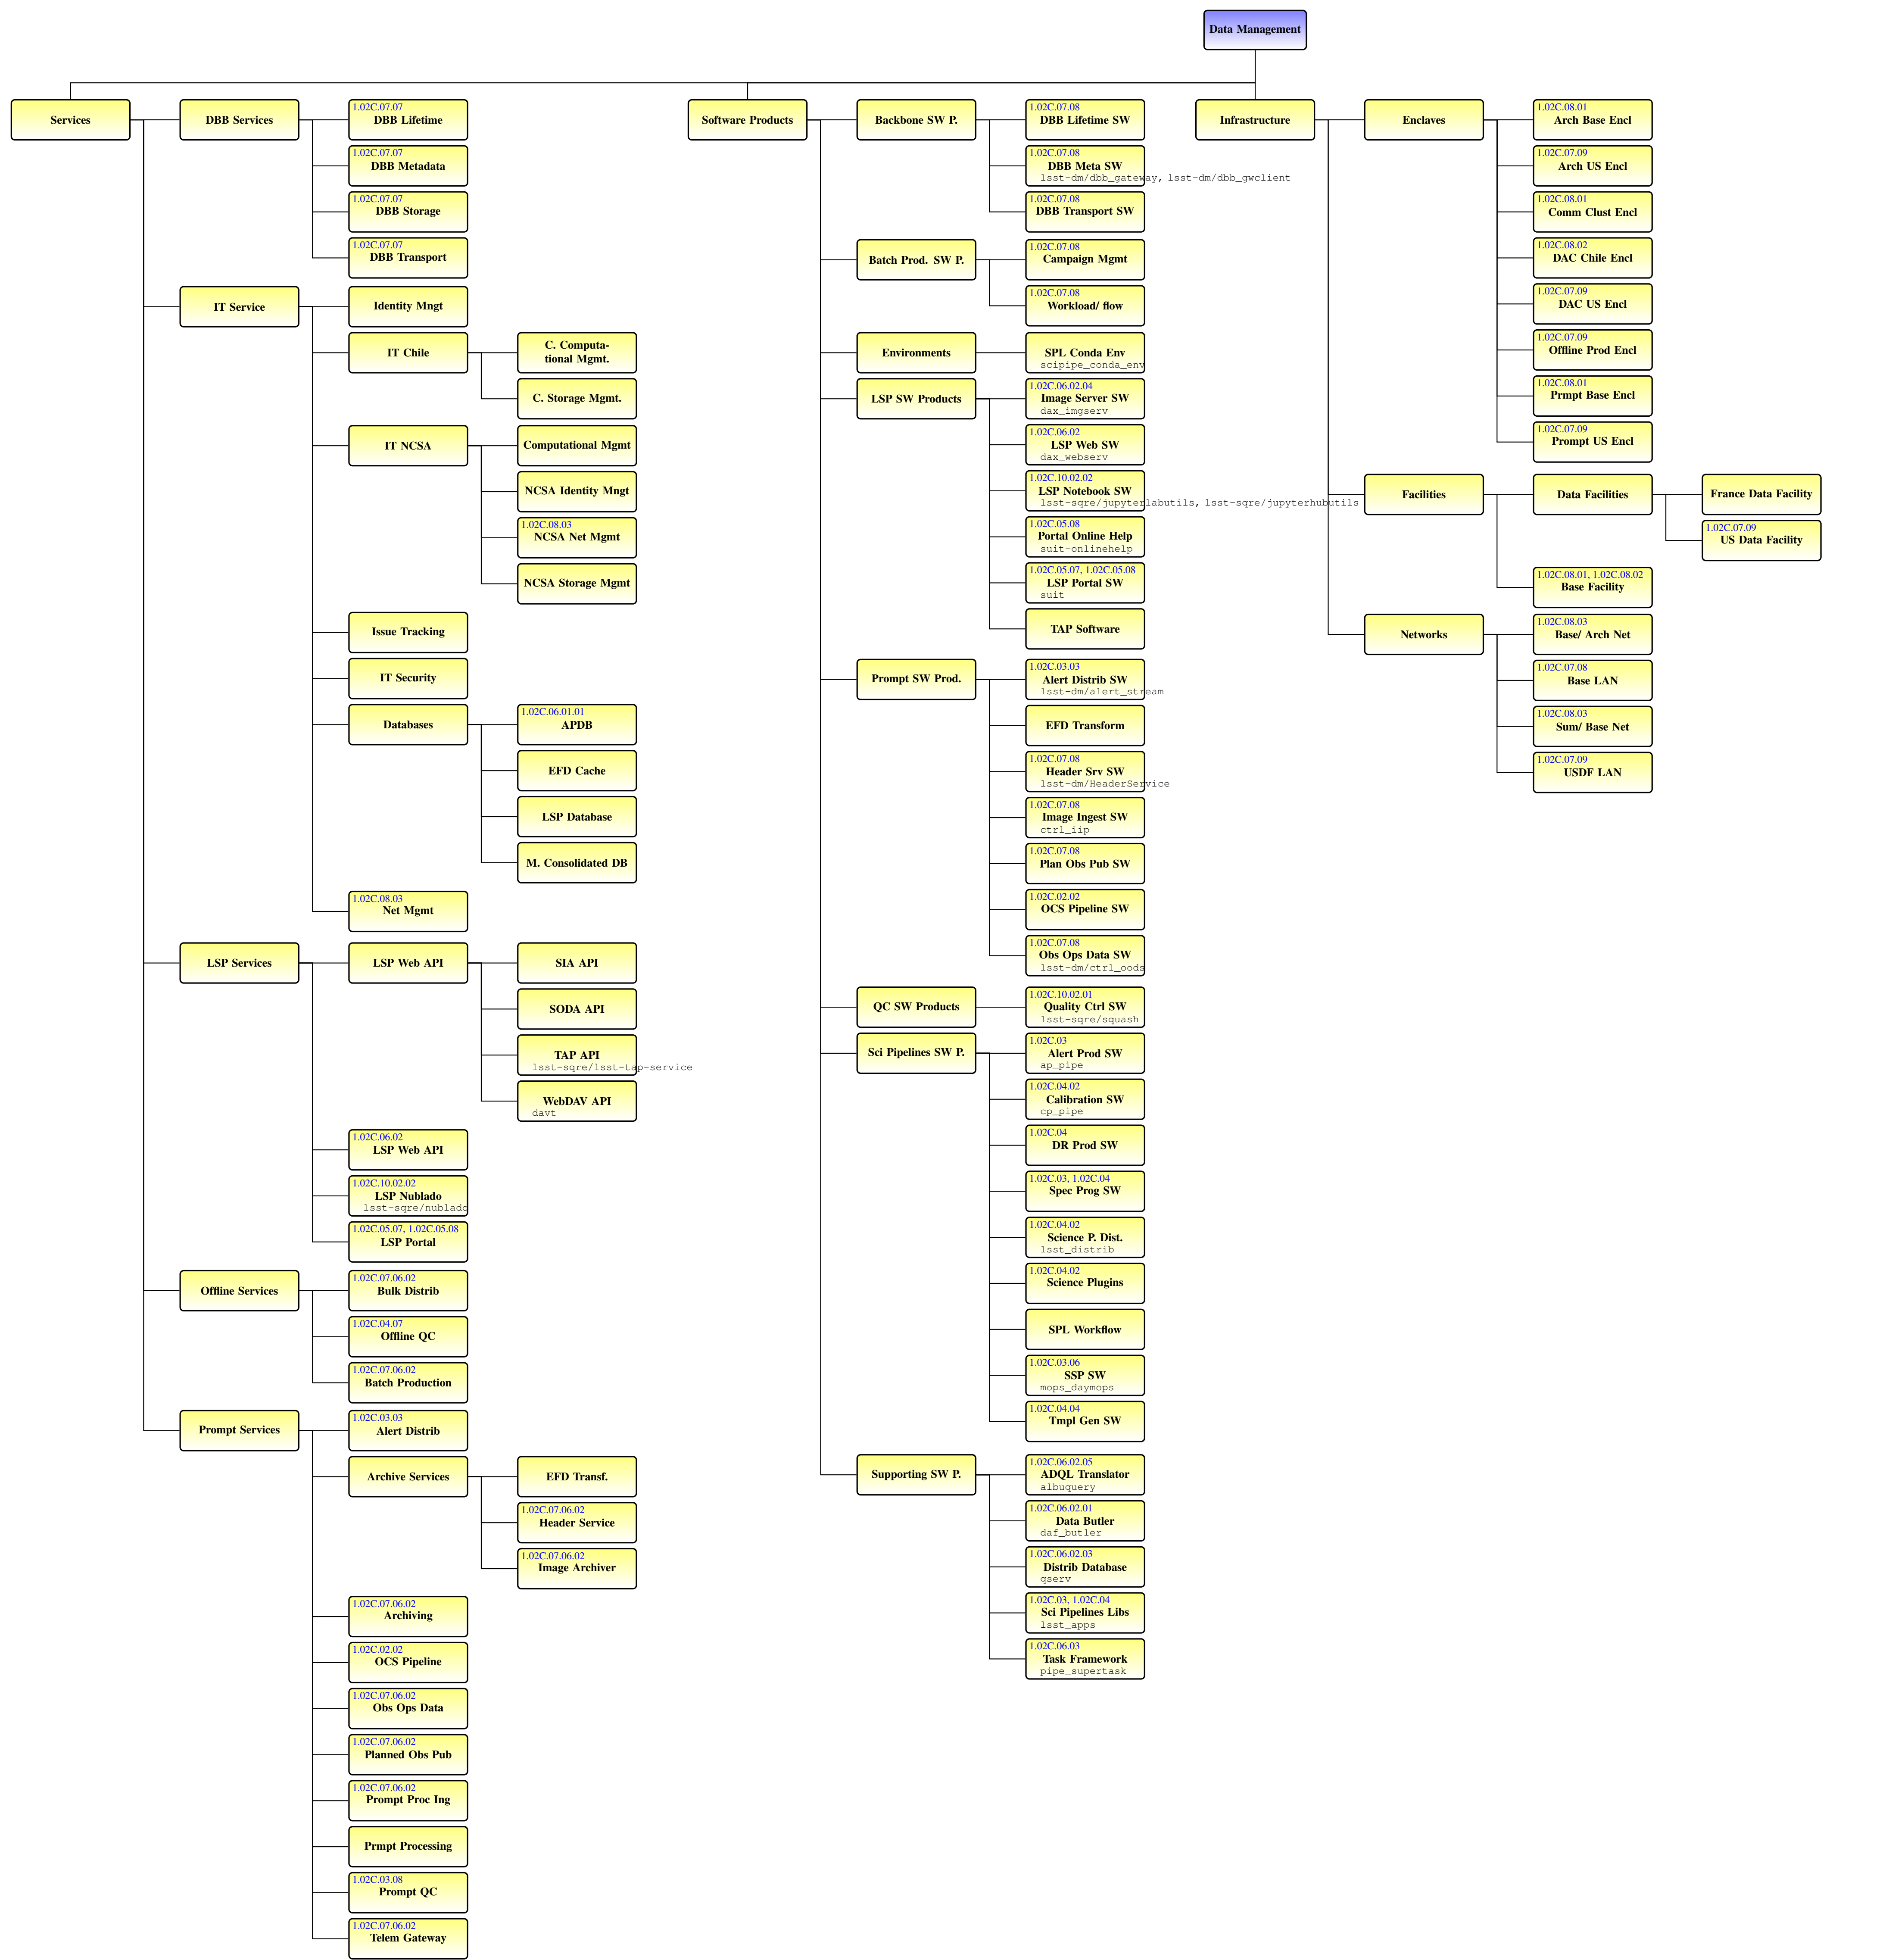 Data Management
Services
DBB Services
1.02C.07.07
DBB Lifetime
1.02C.07.07
DBB Metadata
1.02C.07.07
DBB Storage
1.02C.07.07
DBB Transport
IT Service
Identity Mngt
IT Chile
C. Computa-
tional Mgmt.
C. Storage Mgmt.
IT NCSA
Computational Mgmt
NCSA Identity Mngt
1.02C.08.03
NCSA Net Mgmt
NCSA Storage Mgmt
Issue Tracking
IT Security
Databases
1.02C.06.01.01
APDB
EFD Cache
LSP Database
M. Consolidated DB
1.02C.08.03
Net Mgmt
LSP Services
LSP Web API
SIA API
SODA API
TAP API
lsst-sqre/lsst-tap-service
WebDAV API
davt
1.02C.06.02
LSP Web API
1.02C.10.02.02
LSP Nublado
lsst-sqre/nublado
1.02C.05.07, 1.02C.05.08
LSP Portal
Offline Services
1.02C.07.06.02
Bulk Distrib
1.02C.04.07
Offline QC
1.02C.07.06.02
Batch Production
Prompt Services
1.02C.03.03
Alert Distrib
Archive Services
EFD Transf.
1.02C.07.06.02
Header Service
1.02C.07.06.02
Image Archiver
1.02C.07.06.02
Archiving
1.02C.02.02
OCS Pipeline
1.02C.07.06.02
Obs Ops Data
1.02C.07.06.02
Planned Obs Pub
1.02C.07.06.02
Prompt Proc Ing
Prmpt Processing
1.02C.03.08
Prompt QC
1.02C.07.06.02
Telem Gateway
Software Products
Backbone SW P.
1.02C.07.08
DBB Lifetime SW
1.02C.07.08
DBB Meta SW
lsst-dm/dbb_gateway, lsst-dm/dbb_gwclient
1.02C.07.08
DBB Transport SW
Batch Prod. SW P.
1.02C.07.08
Campaign Mgmt
1.02C.07.08
Workload/ flow
Environments
SPL Conda Env
scipipe_conda_env
LSP SW Products
1.02C.06.02.04
Image Server SW
dax_imgserv
1.02C.06.02
LSP Web SW
dax_webserv
1.02C.10.02.02
LSP Notebook SW
lsst-sqre/jupyterlabutils, lsst-sqre/jupyterhubutils
1.02C.05.08
Portal Online Help
suit-onlinehelp
1.02C.05.07, 1.02C.05.08
LSP Portal SW
suit
TAP Software
Prompt SW Prod.
1.02C.03.03
Alert Distrib SW
lsst-dm/alert_stream
EFD Transform
1.02C.07.08
Header Srv SW
lsst-dm/HeaderService
1.02C.07.08
Image Ingest SW
ctrl_iip
1.02C.07.08
Plan Obs Pub SW
1.02C.02.02
OCS Pipeline SW
1.02C.07.08
Obs Ops Data SW
lsst-dm/ctrl_oods
QC SW Products
1.02C.10.02.01
Quality Ctrl SW
lsst-sqre/squash
Sci Pipelines SW P.
1.02C.03
Alert Prod SW
ap_pipe
1.02C.04.02
Calibration SW
cp_pipe
1.02C.04
DR Prod SW
1.02C.03, 1.02C.04
Spec Prog SW
1.02C.04.02
Science P. Dist.
lsst_distrib
1.02C.04.02
Science Plugins
SPL Workflow
1.02C.03.06
SSP SW
mops_daymops
1.02C.04.04
Tmpl Gen SW
Supporting SW P.
1.02C.06.02.05
ADQL Translator
albuquery
1.02C.06.02.01
Data Butler
daf_butler
1.02C.06.02.03
Distrib Database
qserv
1.02C.03, 1.02C.04
Sci Pipelines Libs
lsst_apps
1.02C.06.03
Task Framework
pipe_supertask
Infrastructure
Enclaves
1.02C.08.01
Arch Base Encl
1.02C.07.09
Arch US Encl
1.02C.08.01
Comm Clust Encl
1.02C.08.02
DAC Chile Encl
1.02C.07.09
DAC US Encl
1.02C.07.09
Offline Prod Encl
1.02C.08.01
Prmpt Base Encl
1.02C.07.09
Prompt US Encl
Facilities
Data Facilities
France Data Facility
1.02C.07.09
US Data Facility
1.02C.08.01, 1.02C.08.02
Base Facility
Networks
1.02C.08.03
Base/ Arch Net
1.02C.07.08
Base LAN
1.02C.08.03
Sum/ Base Net
1.02C.07.09
USDF LAN